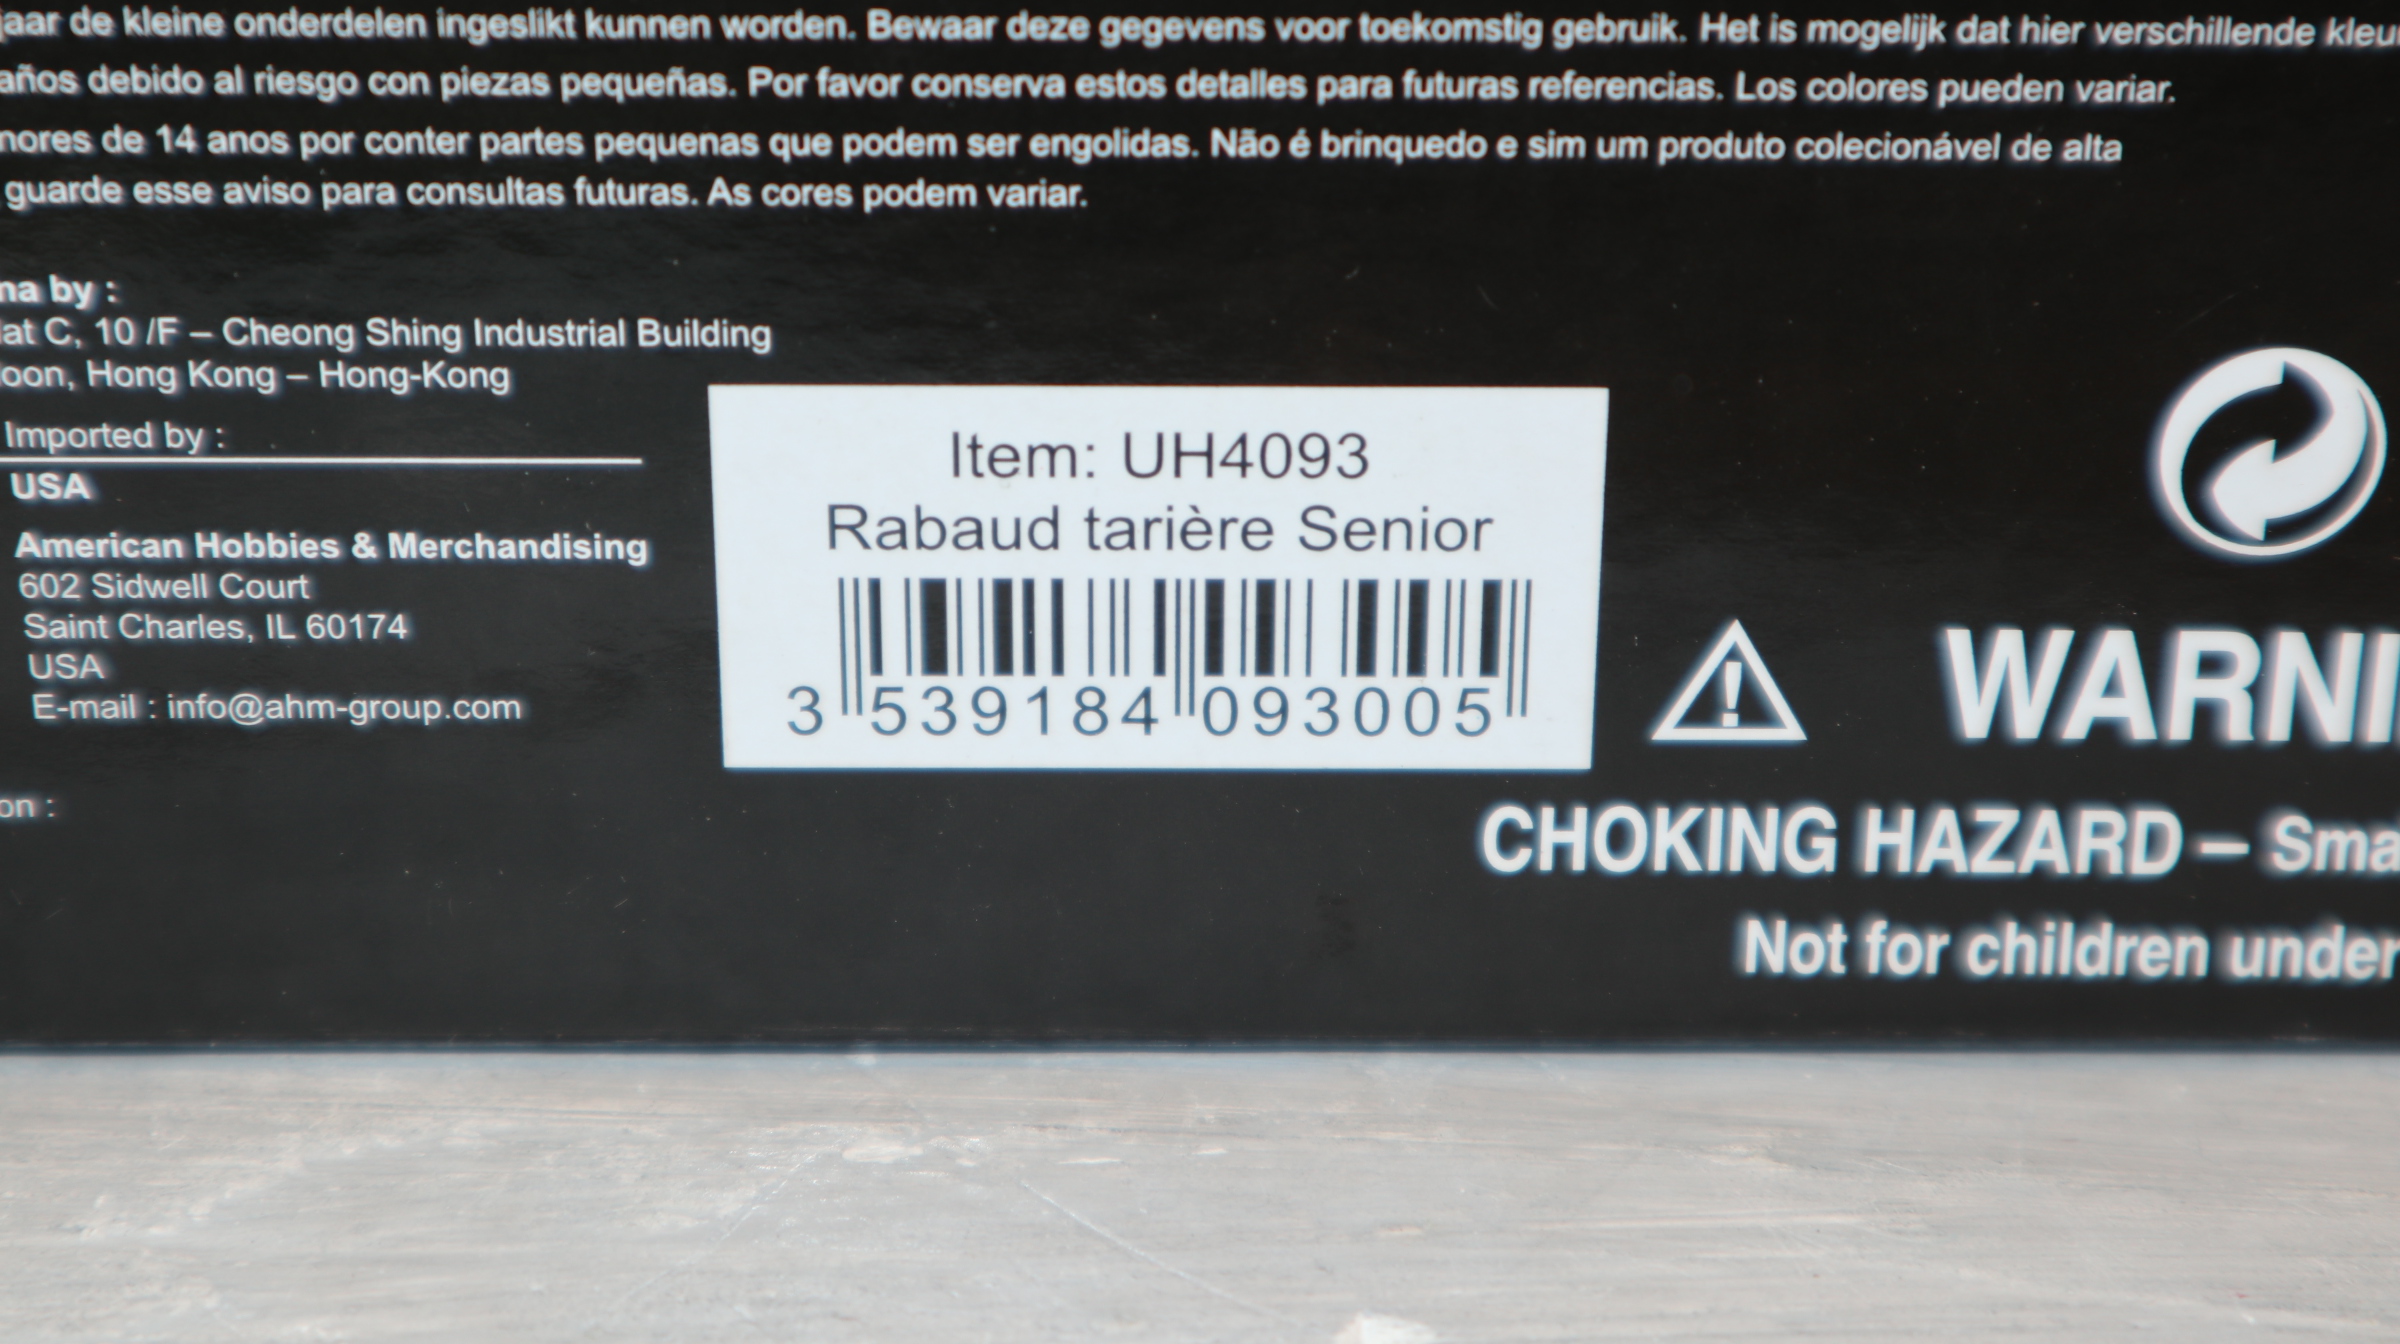 jaar de kleine onderdelen ingeslikt kunnen worden. Bewaar deze gegevens voor toekomstig gebruik. Het is mogelijk dat hier verschillende
años debido al riesgo con piezas pequeñas. Por favor conserva estos detalles para futuras referencias. Los colores pueden variar.
de 14 anos por conter partes pequenas que podem ser engolidas. Não é brinquedo e sim um produto colecionável de alta
guarde esse aviso para consultas futuras. As cores podem variar.
by :
C, 10 /F – Cheong Shing Industrial Building
Hong Kong – Hong-Kong
Imported by :
USA
American Hobbies & Merchandising
602 Sidwell Court
Saint Charles, IL 60174
USA
E-mail : info@ahm-group.com
Item: UH4093
Rabaud tarière Senior
3 539184 093005
CHOKING HAZARD –
Not for children under